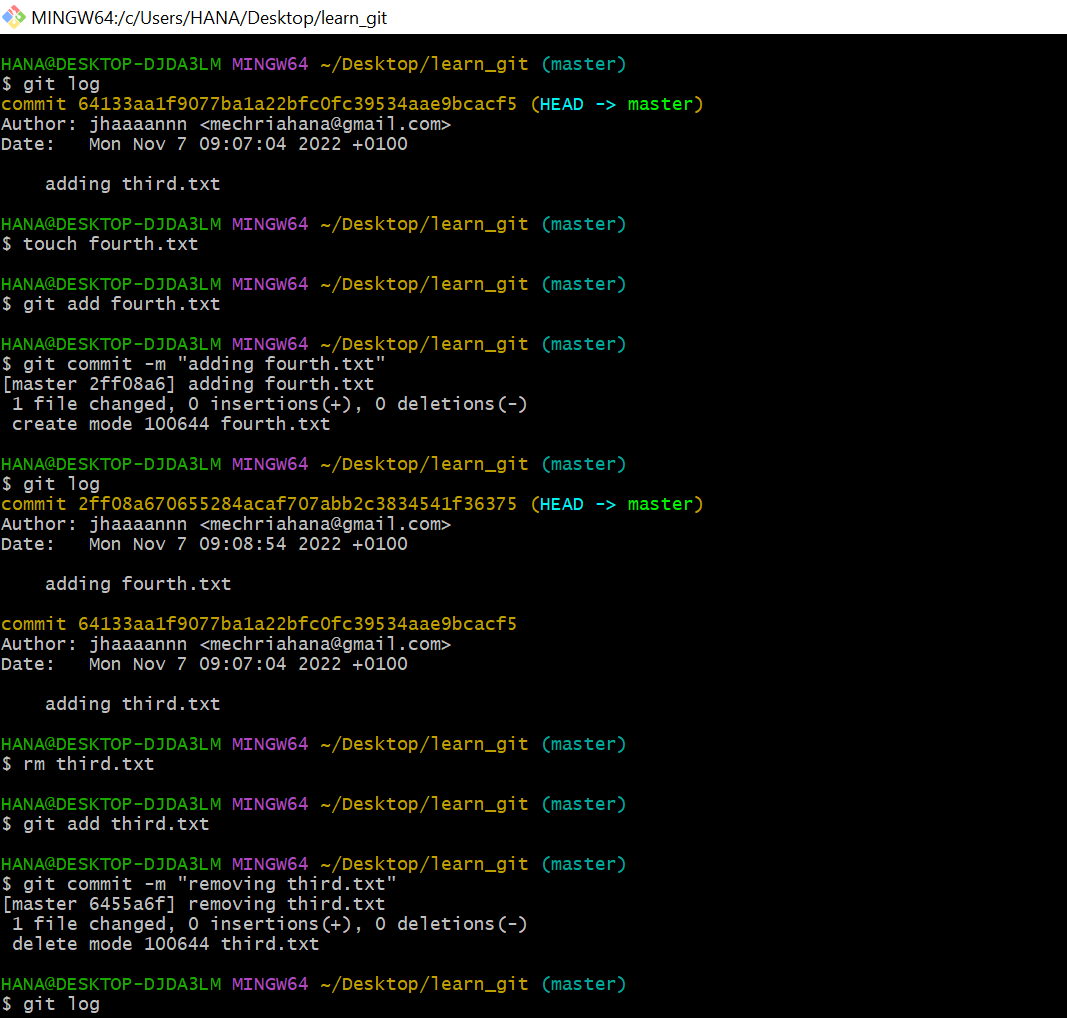 MINGW64:/c/Users/HANA/Desktop/learn_git
HANA@DESKTOP-DJDA3LM MINGW64 ~/Desktop/learn_git (master)
$ git log
commit 64133aa1f9077ba1a22bfc0fc39534aae9bcacf5 (HEAD -> master)
Author: jhaaaannn <mechriahana@gmail.com>
Date:   Mon Nov 7 09:07:04 2022 +0100
    adding third.txt
HANA@DESKTOP-DJDA3LM MINGW64 ~/Desktop/learn_git (master)
$ touch fourth.txt
HANA@DESKTOP-DJDA3LM MINGW64 ~/Desktop/learn_git (master)
$ git add fourth.txt
HANA@DESKTOP-DJDA3LM MINGW64 ~/Desktop/learn_git (master)
$ git commit -m "adding fourth.txt"
[master 2ff08a6] adding fourth.txt
 1 file changed, 0 insertions(+), 0 deletions(-)
 create mode 100644 fourth.txt
HANA@DESKTOP-DJDA3LM MINGW64 ~/Desktop/learn_git (master)
$ git log
commit 2ff08a670655284acaf707abb2c3834541f36375 (HEAD -> master)
Author: jhaaaannn <mechriahana@gmail.com>
Date:   Mon Nov 7 09:08:54 2022 +0100
    adding fourth.txt
commit 64133aa1f9077ba1a22bfc0fc39534aae9bcacf5
Author: jhaaaannn <mechriahana@gmail.com>
Date:   Mon Nov 7 09:07:04 2022 +0100
    adding third.txt
HANA@DESKTOP-DJDA3LM MINGW64 ~/Desktop/learn_git (master)
$ rm third.txt
HANA@DESKTOP-DJDA3LM MINGW64 ~/Desktop/learn_git (master)
$ git add third.txt
HANA@DESKTOP-DJDA3LM MINGW64 ~/Desktop/learn_git (master)
$ git commit -m "removing third.txt"
[master 6455a6f] removing third.txt
 1 file changed, 0 insertions(+), 0 deletions(-)
 delete mode 100644 third.txt
HANA@DESKTOP-DJDA3LM MINGW64 ~/Desktop/learn_git (master)
$ git log